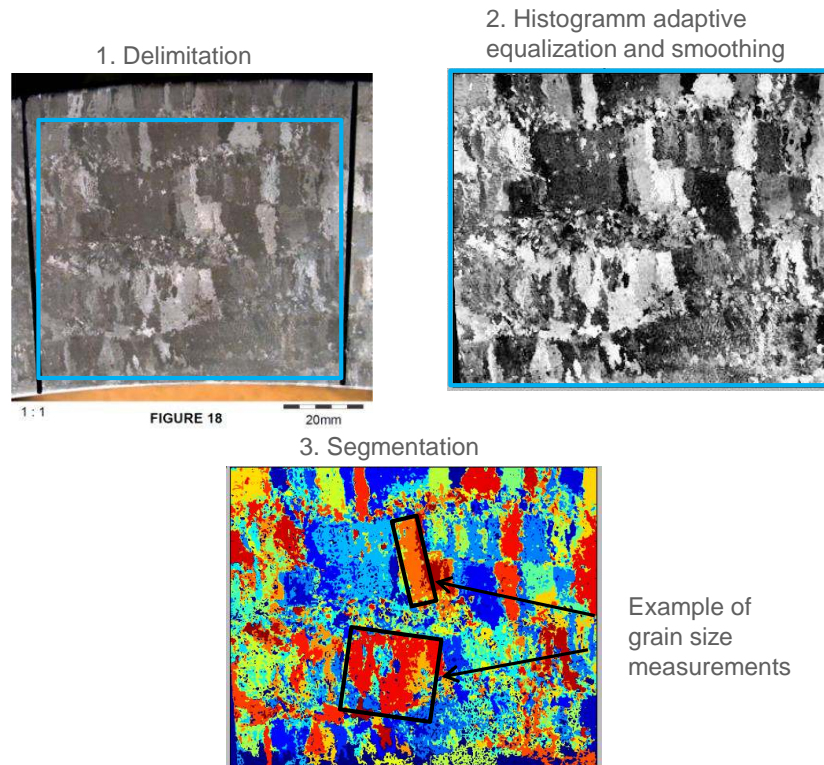 1. Delimitation
2. Histogramm adaptive
equalization and smoothing
1 : 1
FIGURE 18
20mm
3. Segmentation
Example of
grain size
measurements